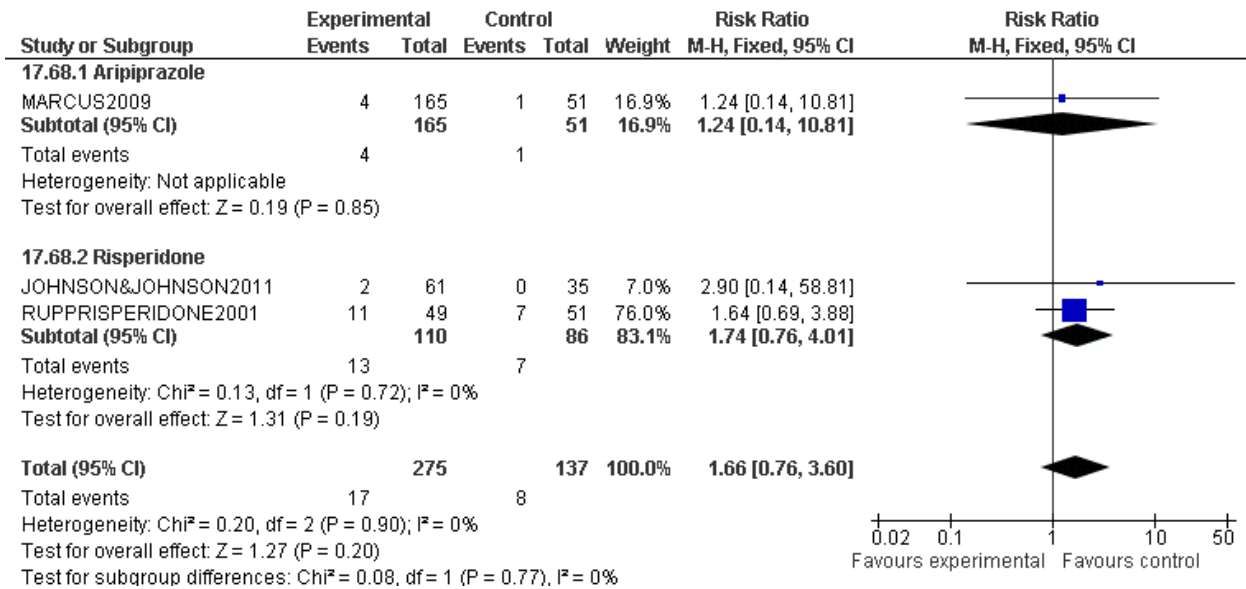 Experimental Control Risk Ratio Risk Ratio
Study or Subgroup Events Total Events Total Weight M-H, Fixed, 95% CI M-H, Fixed, 95% CI
17.68.1 Aripiprazole
MARCUS2009 4 165 1 51 16.9% 1.24 [0.14, 10.81]
Subtotal (95% CI) 165 51 16.9% 1.24 [0.14, 10.81]
Total events 4 1
Heterogeneity: Not applicable
Test for overall effect: Z = 0.19 (P = 0.85)
17.68.2 Risperidone
JOHNSON&JOHNSON2011 2 61 0 35 7.0% 2.90 [0.14, 58.81]
RUPPRISPERIDONE2001 11 49 7 51 76.0% 1.64 [0.69, 3.88]
Subtotal (95% CI) 110 86 83.1% 1.74 [0.76, 4.01]
Total events 13 7
Heterogeneity: Chi² = 0.13, df = 1 (P = 0.72); I² = 0%
Test for overall effect: Z = 1.31 (P = 0.19)
Total (95% CI) 275 137 100.0% 1.66 [0.76, 3.60]
Total events 17 8
Heterogeneity: Chi² = 0.20, df = 2 (P = 0.90); I² = 0%
Test for overall effect: Z = 1.27 (P = 0.20)
Test for subgroup differences: Chi² = 0.08, df = 1 (P = 0.77), I² = 0%
0.02 0.1 1 10 50
Favours experimental Favours control